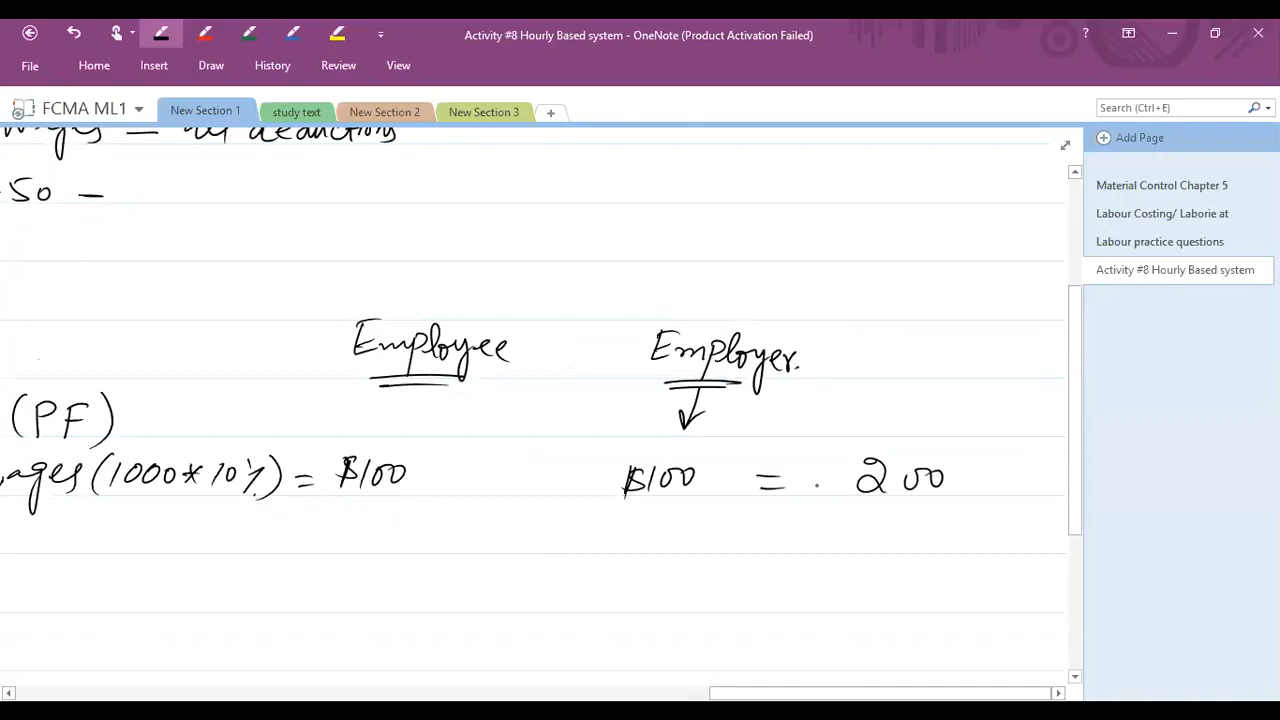 Activity #8 Hourly Based system - OneNote (Product Activation Failed)
?
File Home Insert Draw History Review View
FCMA ML1 New Section 1 study text New Section 2 New Section 3
Search (Ctrl+E)
Add Page
Material Control Chapter 5
Labour Costing/ Laborie at
Labour practice questions
Activity #8 Hourly Based system
= all deductions
50 -
Employee Employer.
(PF)
ages (1000*10%) = $100 $100 = 200